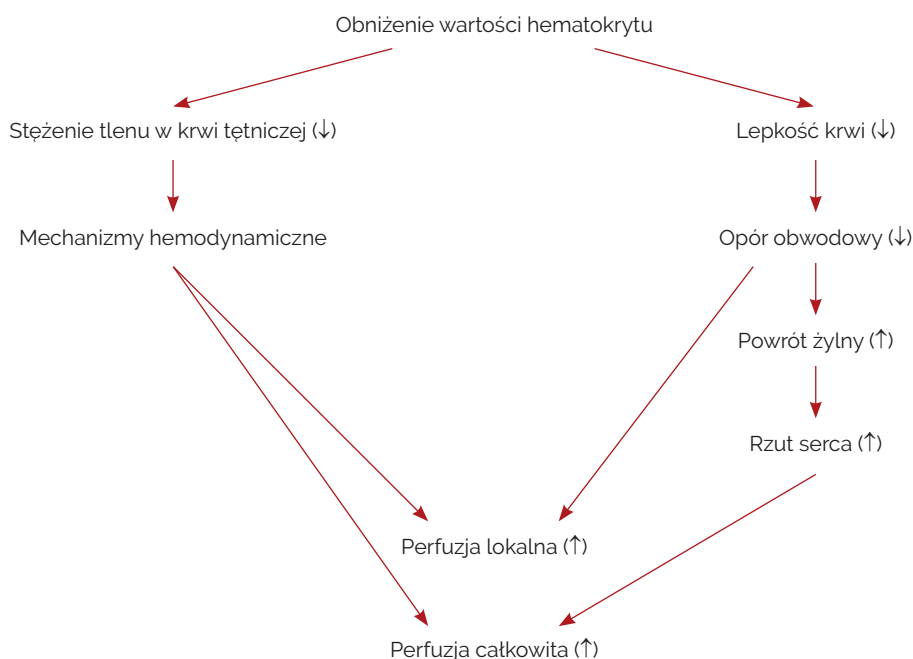 Obniżenie wartości hematokrytu
Stężenie tlenu w krwi tętniczej (↓)
Lepkość krwi (↓)
Mechanizmy hemodynamiczne
Opór obwodowy (↓)
Powrót żylny (↑)
Rzut serca (↑)
Perfuzja lokalna (↑)
Perfuzja całkowita (↑)